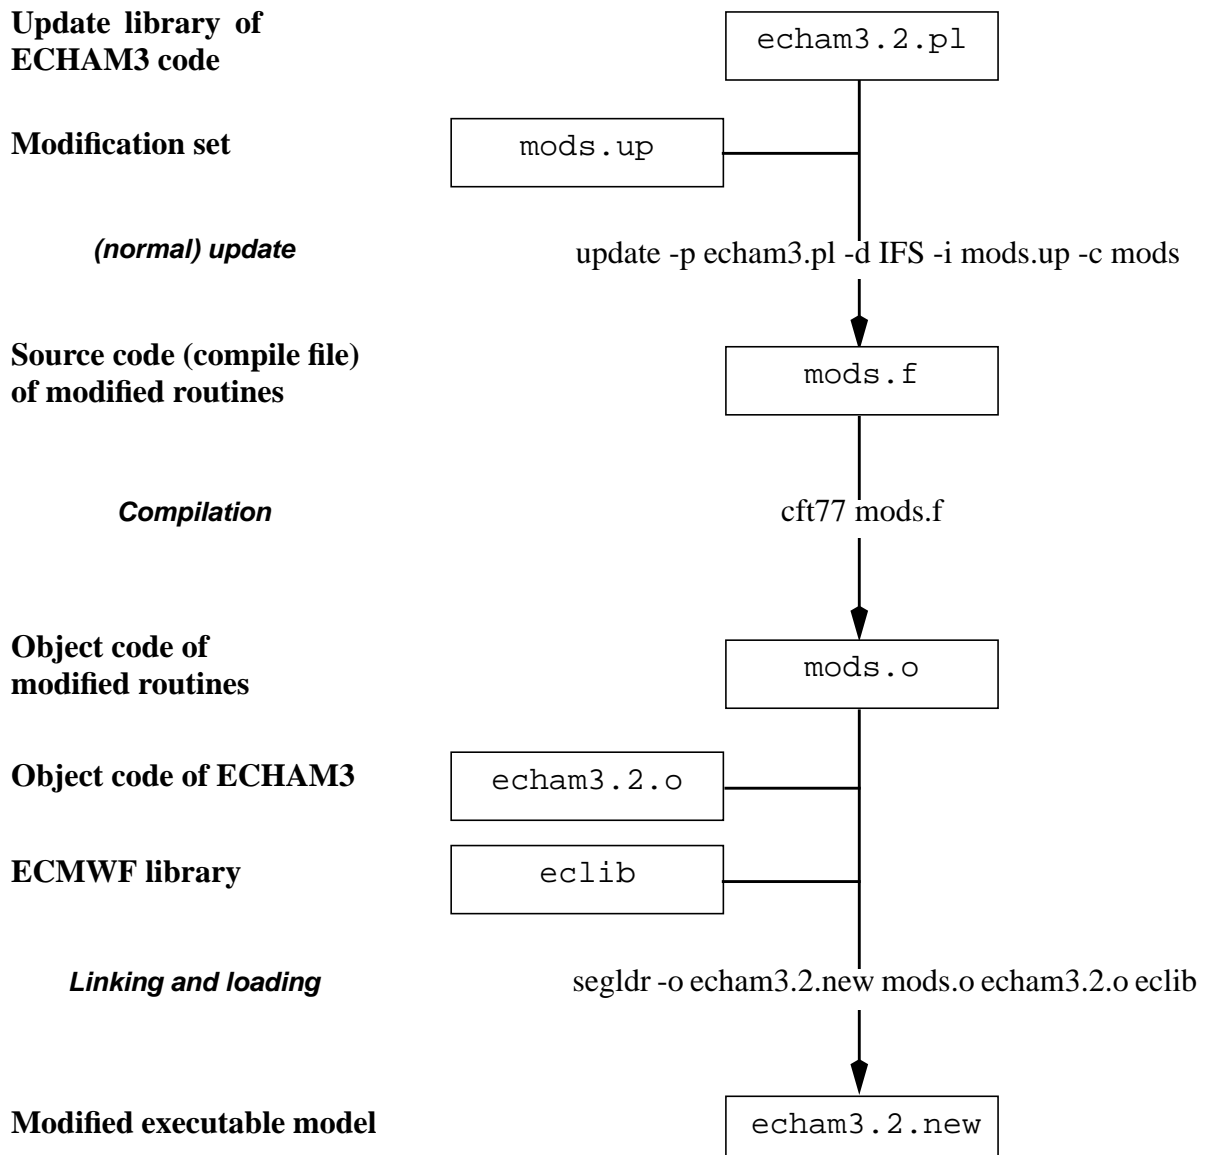 Update library of
ECHAM3 code
echam3.2.pl
Modification set
mods.up
(normal) update
update -p echam3.pl -d IFS -i mods.up -c mods
Source code (compile file)
of modified routines
mods.f
Compilation
cft77 mods.f
Object code of
modified routines
mods.o
Object code of ECHAM3
echam3.2.o
ECMWF library
eclib
Linking and loading
segldr -o echam3.2.new mods.o echam3.2.o eclib
Modified executable model
echam3.2.new